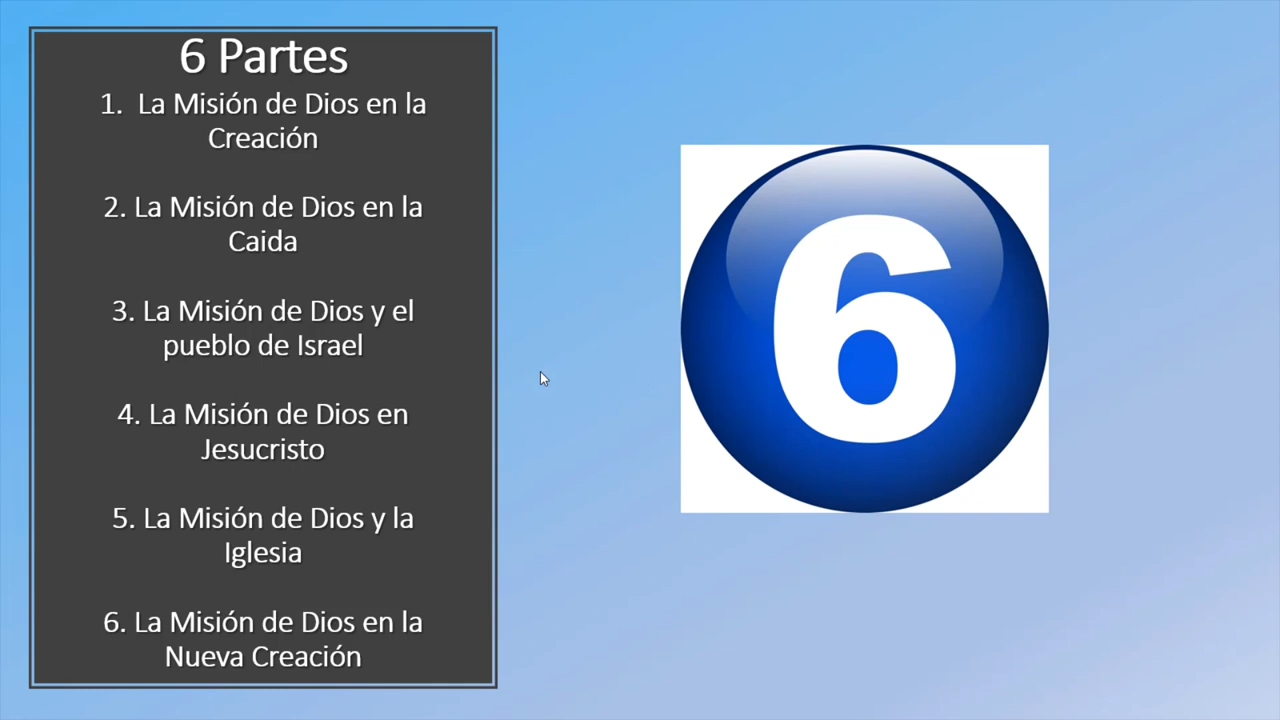 6 Partes
1. La Misión de Dios en la
Creación
2. La Misión de Dios en la
Caida
3. La Misión de Dios y el
pueblo de Israel
4. La Misión de Dios en
Jesucristo
5. La Misión de Dios y la
Iglesia
6. La Misión de Dios en la
Nueva Creación
6